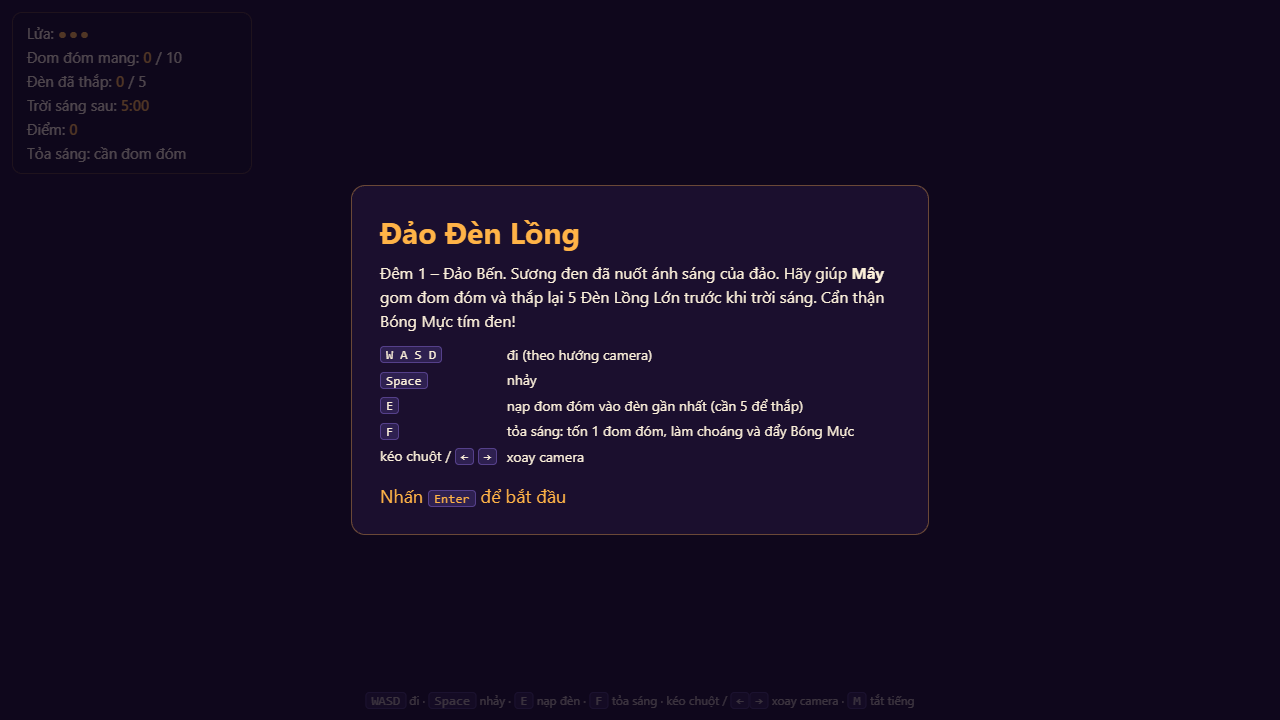 Lửa: ●●●
Đom đóm mang: 0 / 10
Đèn đã thắp: 0 / 5
Trời sáng sau: 5:00
Điểm: 0
Tỏa sáng: cần đom đóm
Đảo Đèn Lồng
Đêm 1 – Đảo Bến. Sương đen đã nuốt ánh sáng của đảo. Hãy giúp Mây
gom đom đóm và thắp lại 5 Đèn Lồng Lớn trước khi trời sáng. Cẩn thận
Bóng Mực tím đen!
W A S D đi (theo hướng camera)
Space nhảy
E nạp đom đóm vào đèn gần nhất (cần 5 để thắp)
F tỏa sáng: tốn 1 đom đóm, làm choáng và đẩy Bóng Mực
kéo chuột / ← → xoay camera
Nhấn Enter để bắt đầu
WASD đi · Space nhảy · E nạp đèn · F tỏa sáng · kéo chuột / ← → xoay camera · M tắt tiếng